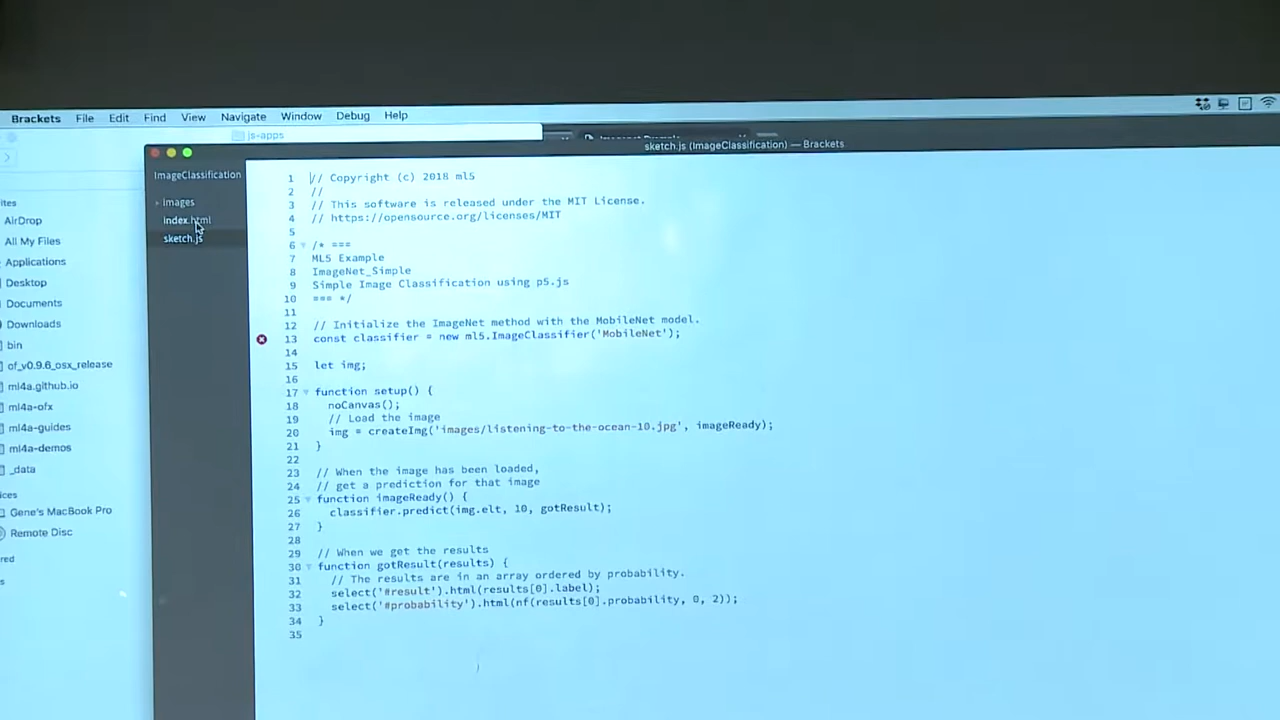 Brackets File Edit Find View Navigate Window Debug Help
js-apps
sketch.js (ImageClassification) — Brackets
ites
AirDrop
All My Files
Applications
Desktop
Documents
Downloads
bin
of_v0.9.6_osx_release
ml4a.github.io
ml4a-ofx
ml4a-guides
ml4a-demos
_data
ices
Gene's MacBook Pro
Remote Disc
red
s
ImageClassification
images
index.html
sketch.js
1 // Copyright (c) 2018 ml5
2 //
3 // This software is released under the MIT License.
4 // https://opensource.org/licenses/MIT
5
6 /* ===
7 ML5 Example
8 ImageNet_Simple
9 Simple Image Classification using p5.js
10 === */
11
12 // Initialize the ImageNet method with the MobileNet model.
13 const classifier = new ml5.ImageClassifier('MobileNet');
14
15 let img;
16
17 function setup() {
18 noCanvas();
19 // Load the image
20 img = createImg('images/listening-to-the-ocean-10.jpg', imageReady);
21 }
22
23 // When the image has been loaded,
24 // get a prediction for that image
25 function imageReady() {
26 classifier.predict(img.elt, 10, gotResult);
27 }
28
29 // When we get the results
30 function gotResult(results) {
31 // The results are in an array ordered by probability.
32 select('#result').html(results[0].label);
33 select('#probability').html(nf(results[0].probability, 0, 2));
34 }
35